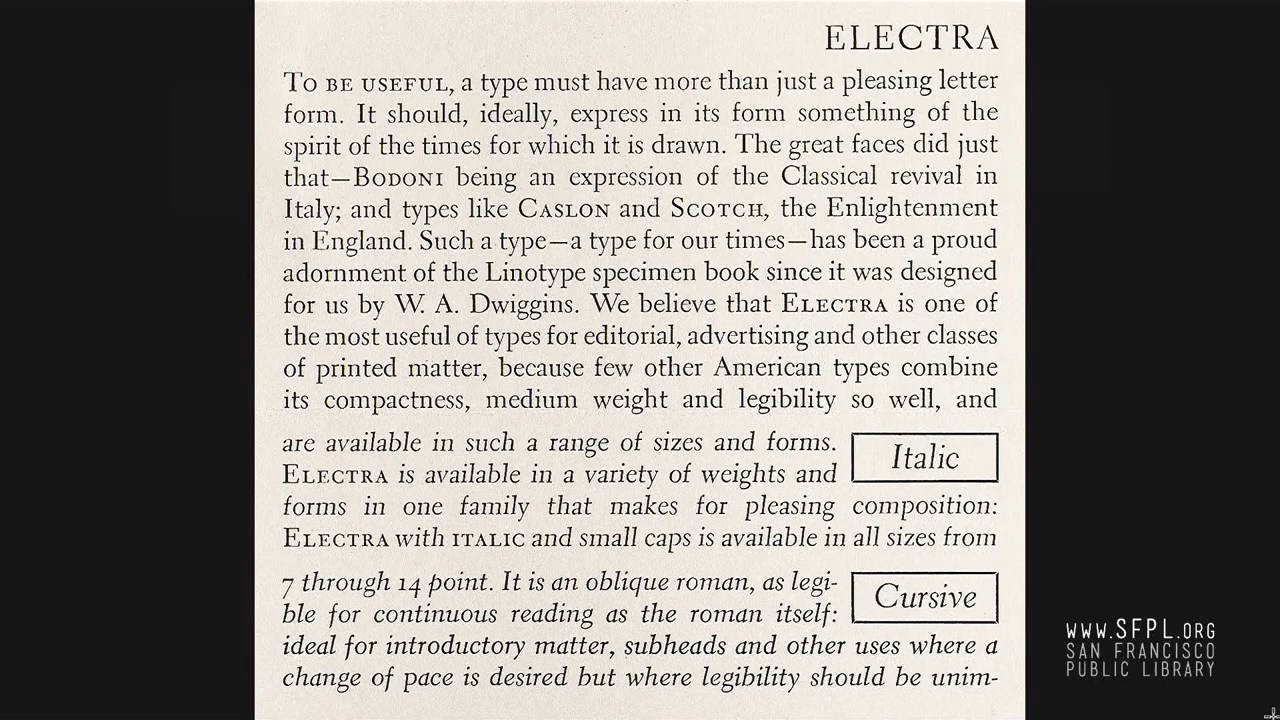 ELECTRA
TO BE USEFUL, a type must have more than just a pleasing letter
form. It should, ideally, express in its form something of the
spirit of the times for which it is drawn. The great faces did just
that—BODONI being an expression of the Classical revival in
Italy; and types like CASLON and SCOTCH, the Enlightenment
in England. Such a type—a type for our times—has been a proud
adornment of the Linotype specimen book since it was designed
for us by W. A. Dwiggins. We believe that ELECTRA is one of
the most useful of types for editorial, advertising and other classes
of printed matter, because few other American types combine
its compactness, medium weight and legibility so well, and
are available in such a range of sizes and forms.
Italic
ELECTRA is available in a variety of weights and
forms in one family that makes for pleasing composition:
ELECTRA with ITALIC and small caps is available in all sizes from
7 through 14 point. It is an oblique roman, as legi-
Cursive
ble for continuous reading as the roman itself:
ideal for introductory matter, subheads and other uses where a
change of pace is desired but where legibility should be unim-
WWW.SFPL.ORG
SAN FRANCISCO
PUBLIC LIBRARY